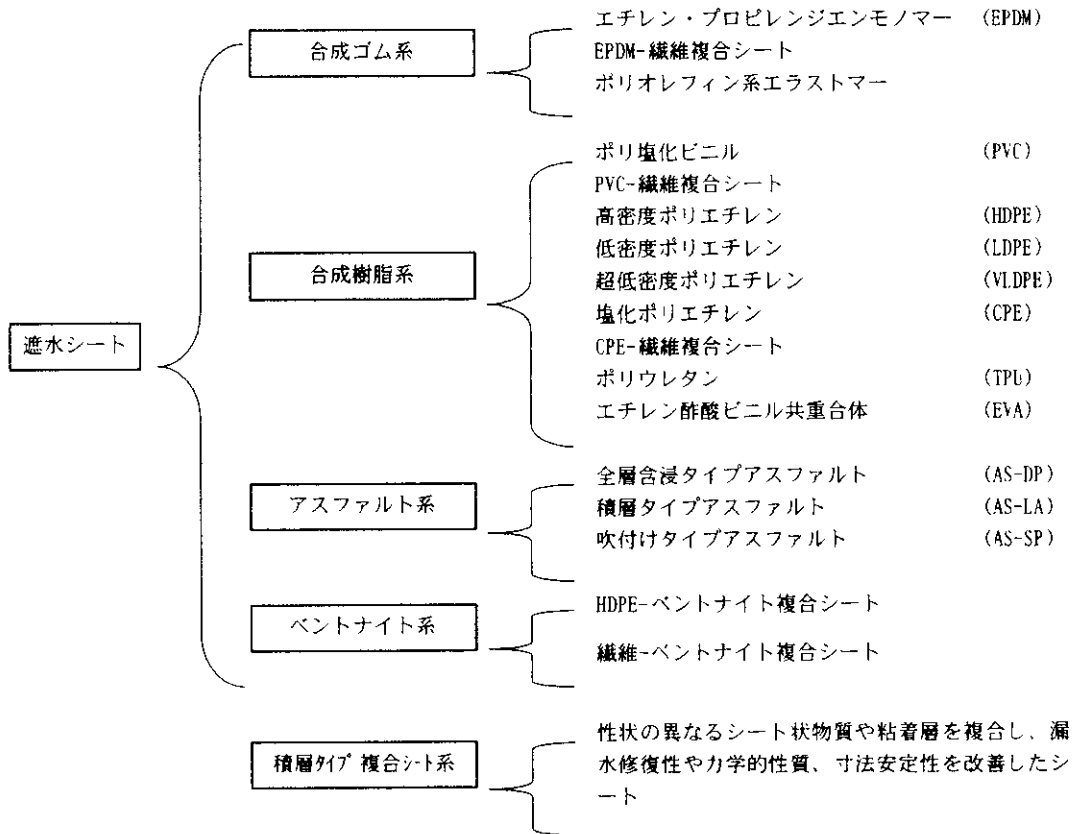 遮水シート
合成ゴム系
エチレン・プロピレンジエンモノマー (EPDM)
EPDM-繊維複合シート
ポリオレフィン系エラストマー
合成樹脂系
ポリ塩化ビニル (PVC)
PVC-繊維複合シート
高密度ポリエチレン (HDPE)
低密度ポリエチレン (LDPE)
超低密度ポリエチレン (VLDPE)
塩化ポリエチレン (CPE)
CPE-繊維複合シート
ポリウレタン (TPU)
エチレン酢酸ビニル共重合体 (EVA)
アスファルト系
全層含浸タイプアスファルト (AS-DP)
積層タイプアスファルト (AS-LA)
吹付けタイプアスファルト (AS-SP)
ベントナイト系
HDPE-ベントナイト複合シート
繊維-ベントナイト複合シート
積層タイプ複合シート系
性状の異なるシート状物質や粘着層を複合し、漏
水修復性や力学的性質、寸法安定性を改善したシ
ート